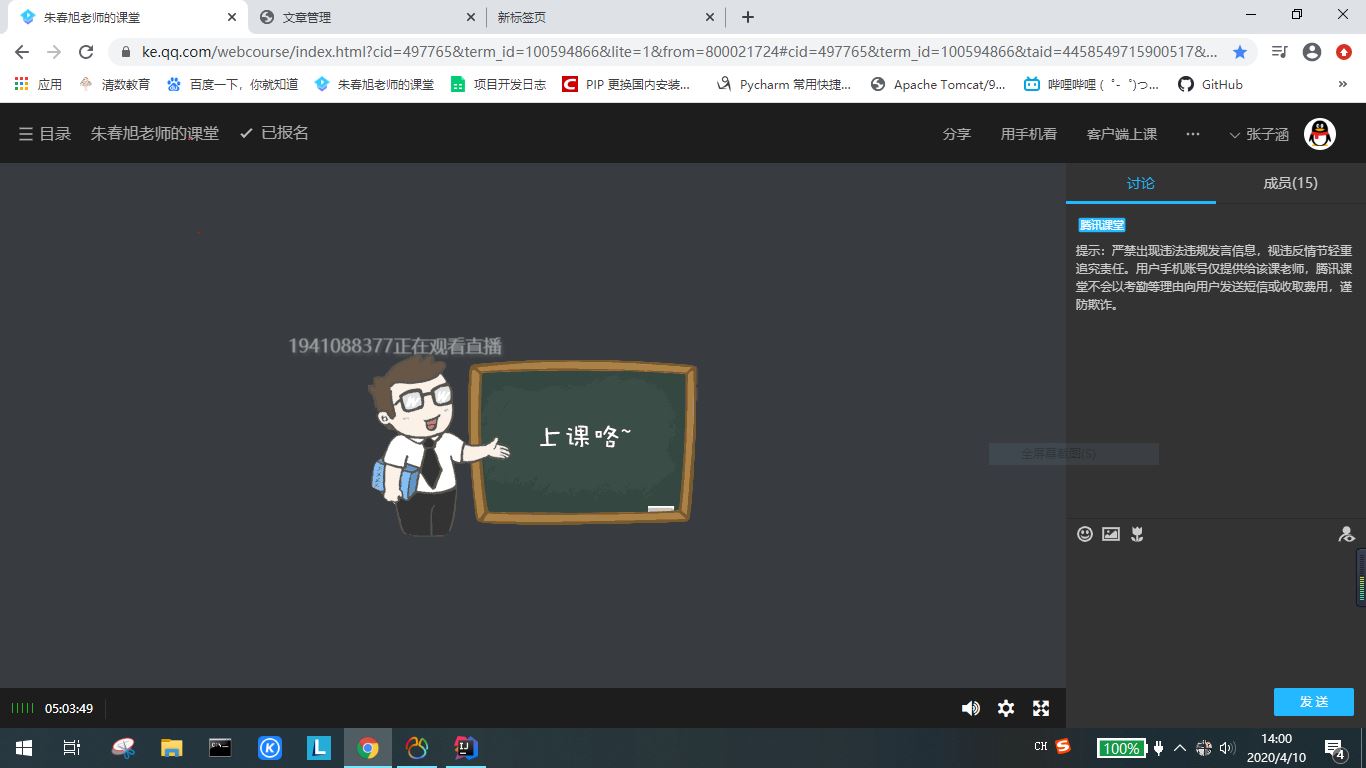 朱春旭老师的课堂
文章管理
新标签页
ke.qq.com/webcourse/index.html?cid=497765&term_id=100594866&lite=1&from=800021724#cid=497765&term_id=100594866&taid=4458549715900517&...
应用
清数教育
百度一下，你就知道
朱春旭老师的课堂
项目开发日志
PIP 更换国内安装...
Pycharm 常用快捷...
Apache Tomcat/9...
哔哩哔哩 ( ゜- ゜)つ...
GitHub
»
目录
朱春旭老师的课堂
已报名
分享
用手机看
客户端上课
···
张子涵
讨论
成员(15)
腾讯课堂
提示：严禁出现违法违规发言信息，视违反情节轻重
追究责任。用户手机账号仅提供给该课老师，腾讯课
堂不会以考勤等理由向用户发送短信或收取费用，谨
防欺诈。
1941088377正在观看直播
上课咯~
全屏幕截图(S)
发送
05:03:49
CH
100%
14:00
2020/4/10
4